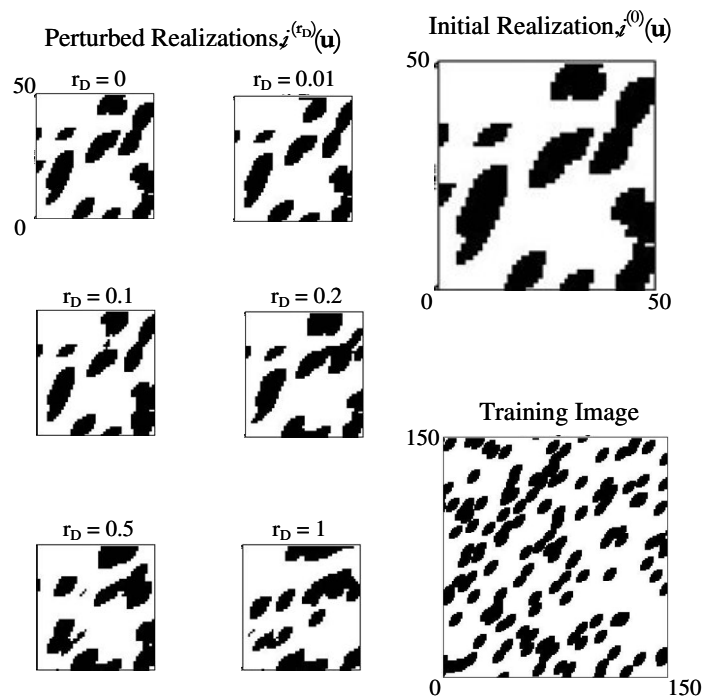 Perturbed Realizations, i^(r_D)(u)
Initial Realization, i^(0)(u)
r_D = 0
r_D = 0.01
50
0
50
0
50
r_D = 0.1
r_D = 0.2
Training Image
150
0
150
r_D = 0.5
r_D = 1